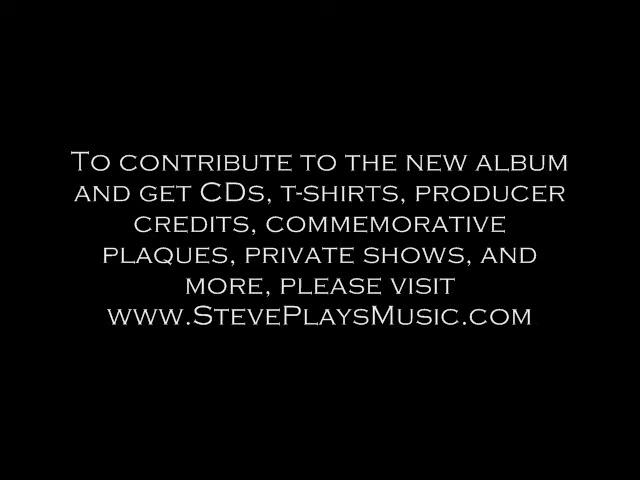 To contribute to the new album
and get CDs, t-shirts, producer
credits, commemorative
plaques, private shows, and
more, please visit
www.StevePlaysMusic.com